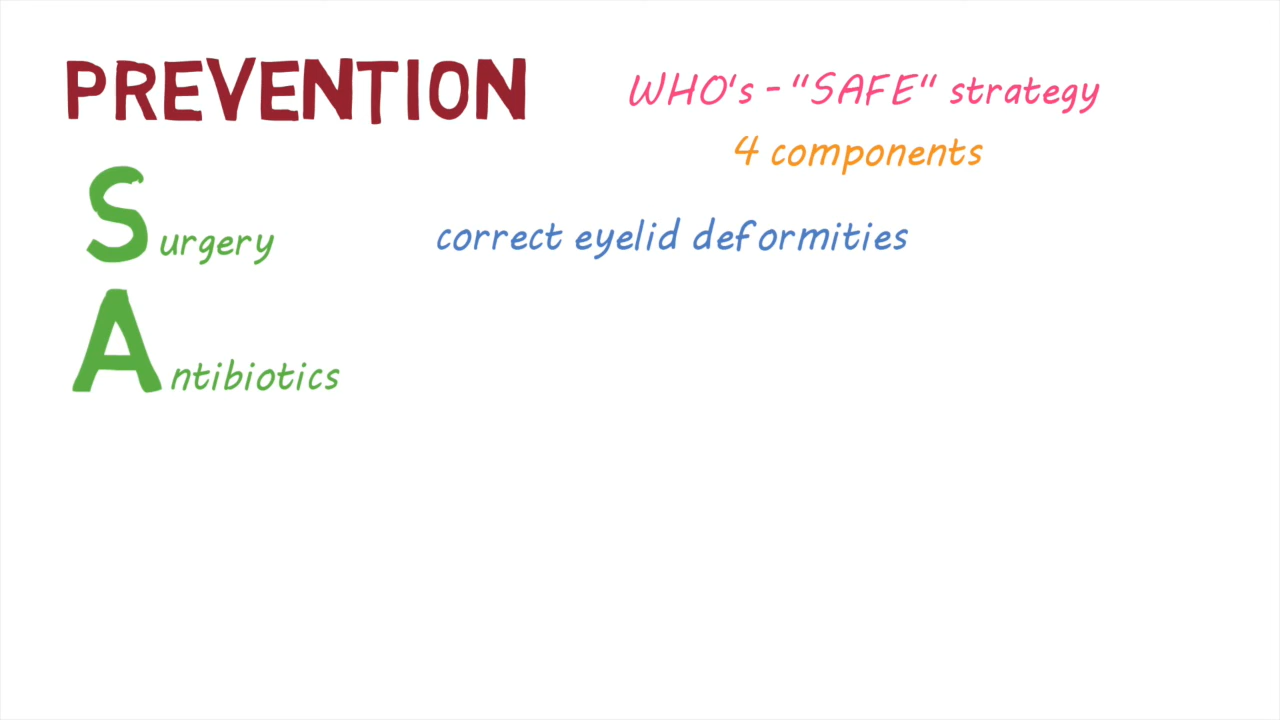 PREVENTION
WHO's - "SAFE" strategy
4 components
Surgery
correct eyelid deformities
Antibiotics